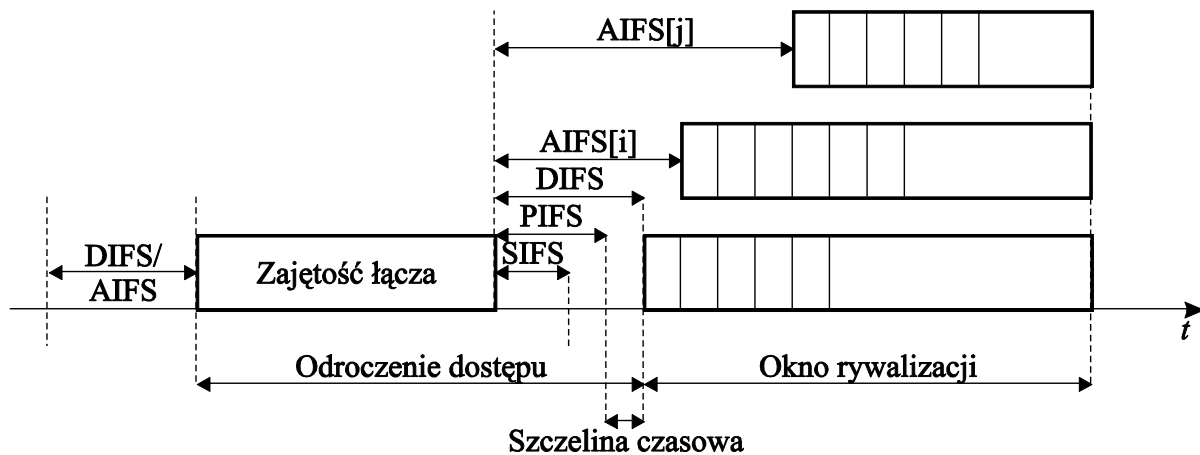 AIFS[j]
AIFS[i]
DIFS
PIFS
SIFS
DIFS/
AIFS
Zajętość łącza
t
Odroczenie dostępu
Okno rywalizacji
Szczelina czasowa